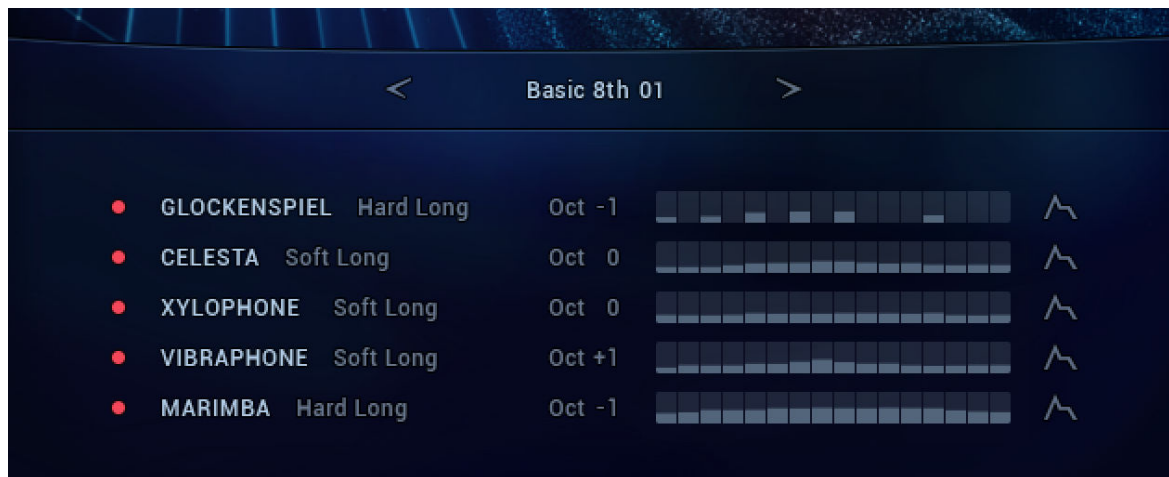 Basic 8th 01
GLOCKENSPIEL Hard Long Oct -1
CELESTA Soft Long Oct 0
XYLOPHONE Soft Long Oct 0
VIBRAPHONE Soft Long Oct +1
MARIMBA Hard Long Oct -1